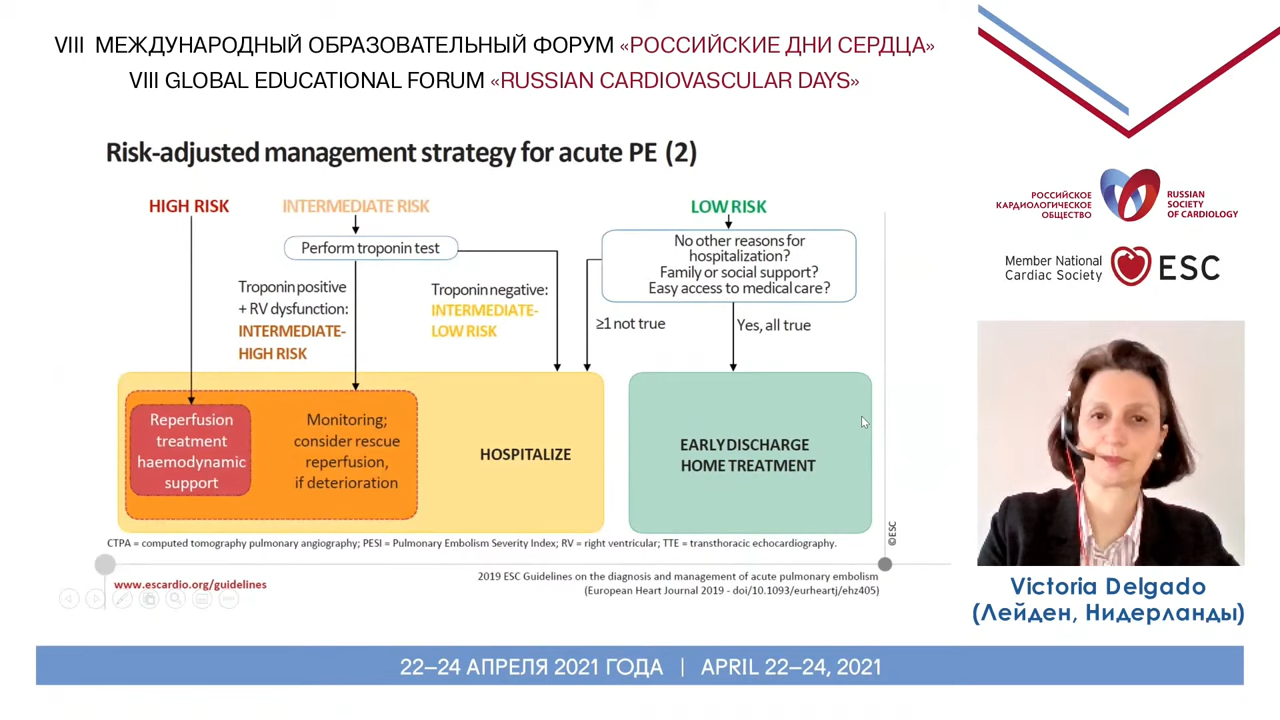 VIII МЕЖДУНАРОДНЫЙ ОБРАЗОВАТЕЛЬНЫЙ ФОРУМ «РОССИЙСКИЕ ДНИ СЕРДЦА»
VIII GLOBAL EDUCATIONAL FORUM «RUSSIAN CARDIOVASCULAR DAYS»
Risk-adjusted management strategy for acute PE (2)
HIGH RISK
INTERMEDIATE RISK
LOW RISK
Perform troponin test
No other reasons for
hospitalization?
Family or social support?
Easy access to medical care?
Troponin positive
+ RV dysfunction:
INTERMEDIATE-
HIGH RISK
Troponin negative:
INTERMEDIATE-
LOW RISK
≥1 not true
Yes, all true
Reperfusion
treatment
haemodynamic
support
Monitoring;
consider rescue
reperfusion,
if deterioration
HOSPITALIZE
EARLY DISCHARGE
HOME TREATMENT
CTPA = computed tomography pulmonary angiography; PESI = Pulmonary Embolism Severity Index; RV = right ventricular; TTE = transthoracic echocardiography.
©ESC
www.escardio.org/guidelines
2019 ESC Guidelines on the diagnosis and management of acute pulmonary embolism
(European Heart Journal 2019 - doi/10.1093/eurheartj/ehz405)
РОССИЙСКОЕ
КАРДИОЛОГИЧЕСКОЕ
ОБЩЕСТВО
RUSSIAN
SOCIETY
OF CARDIOLOGY
Member National
Cardiac Society
ESC
Victoria Delgado
(Лейден, Нидерланды)
22–24 АПРЕЛЯ 2021 ГОДА | APRIL 22–24, 2021